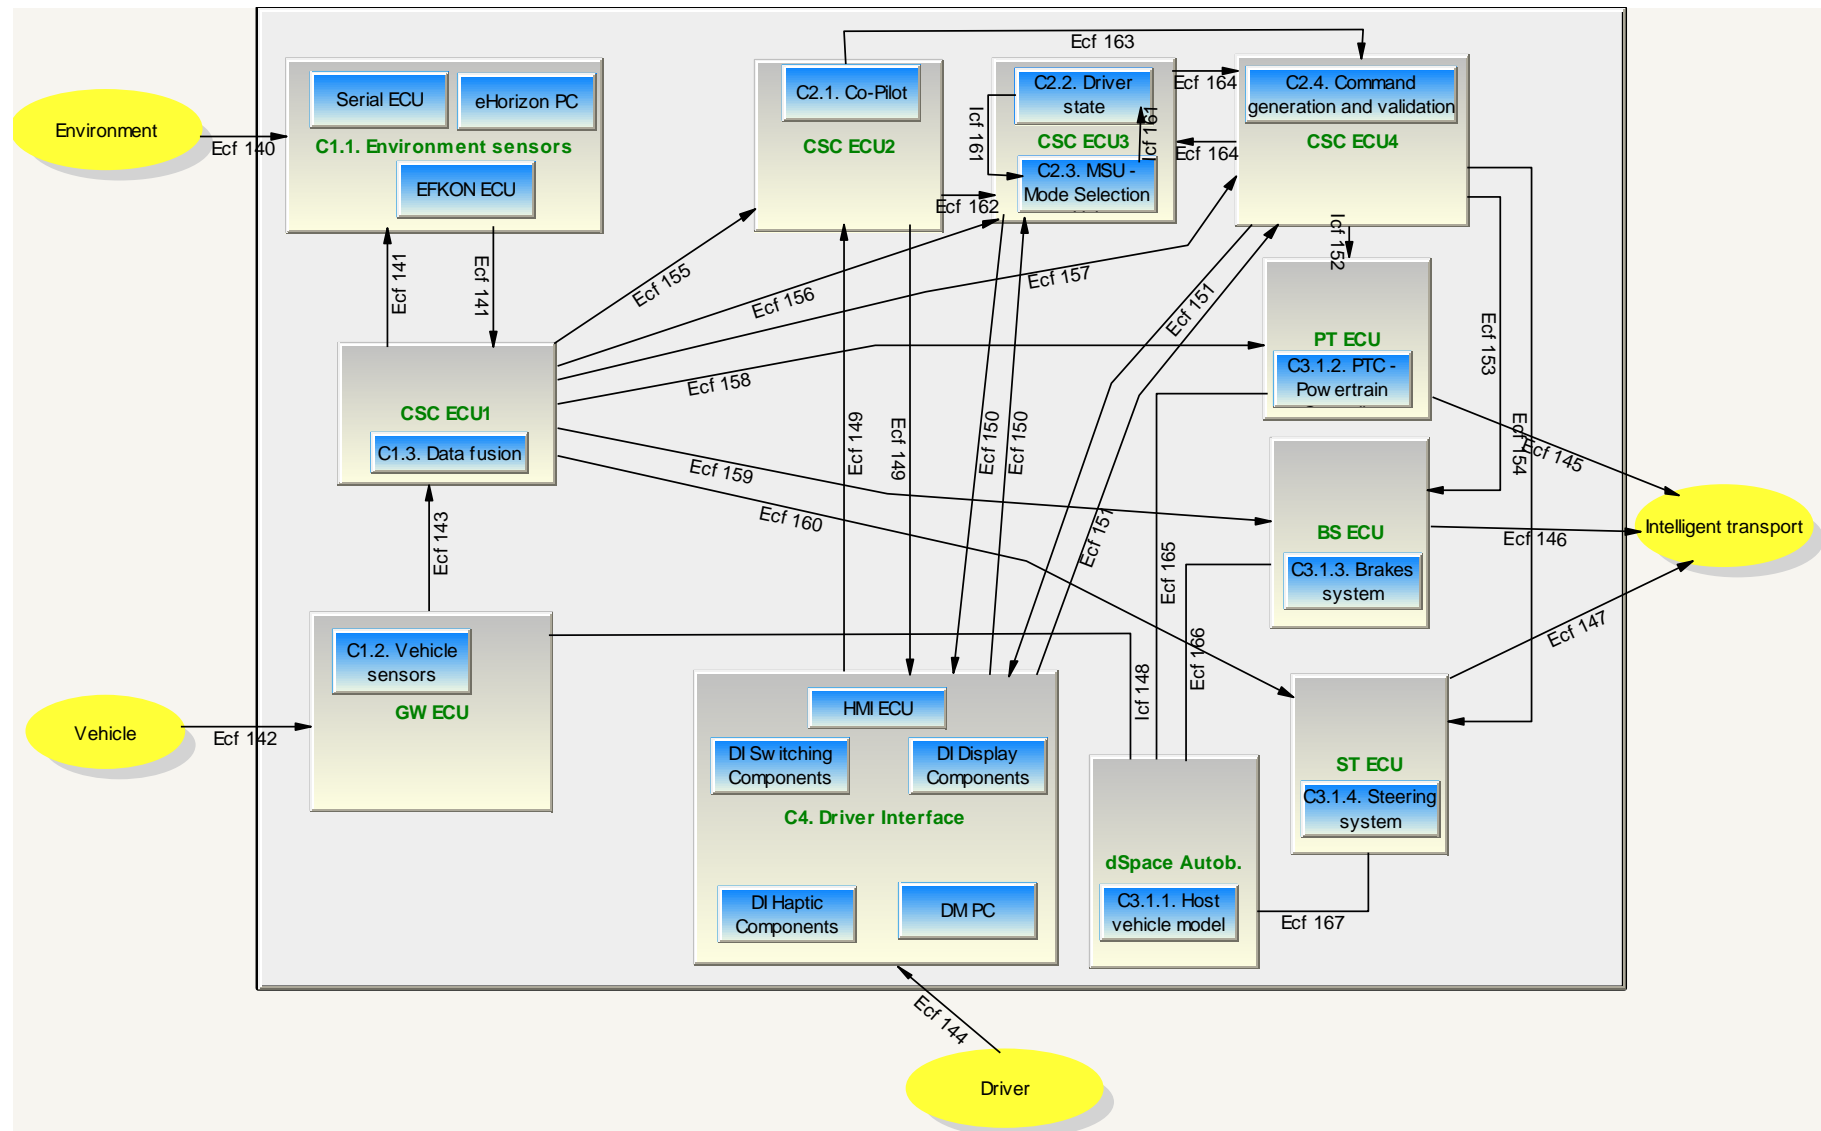 Ecf 163
Serial ECU
eHorizon PC
C1.1. Environment sensors
EFKON ECU
Environment
Ecf 140
C2.1. Co-Pilot
CSC ECU2
C2.2. Driver
state
CSC ECU3
C2.3. MSU -
Mode Selection
Icf 161
Icf 161
Ecf 164
Ecf 164
Ecf 162
C2.4. Command
generation and validation
CSC ECU4
Icf 152
Ecf 141
Ecf 141
Ecf 155
Ecf 156
Ecf 157
Ecf 151
Ecf 158
PT ECU
C3.1.2. PTC -
Powertrain
Ecf 153
Ecf 154
Ecf 145
CSC ECU1
C1.3. Data fusion
Ecf 149
Ecf 149
Ecf 150
Ecf 150
Ecf 159
Ecf 160
Ecf 151
Ecf 143
Ecf 165
BS ECU
C3.1.3. Brakes
system
Ecf 146
Intelligent transport
Ecf 147
C1.2. Vehicle
sensors
GW ECU
Vehicle
Ecf 142
Icf 148
Ecf 166
HMI ECU
DI Switching
Components
DI Display
Components
C4. Driver Interface
DI Haptic
Components
DM PC
ST ECU
C3.1.4. Steering
system
dSpace Autob.
C3.1.1. Host
vehicle model
Ecf 167
Ecf 144
Driver